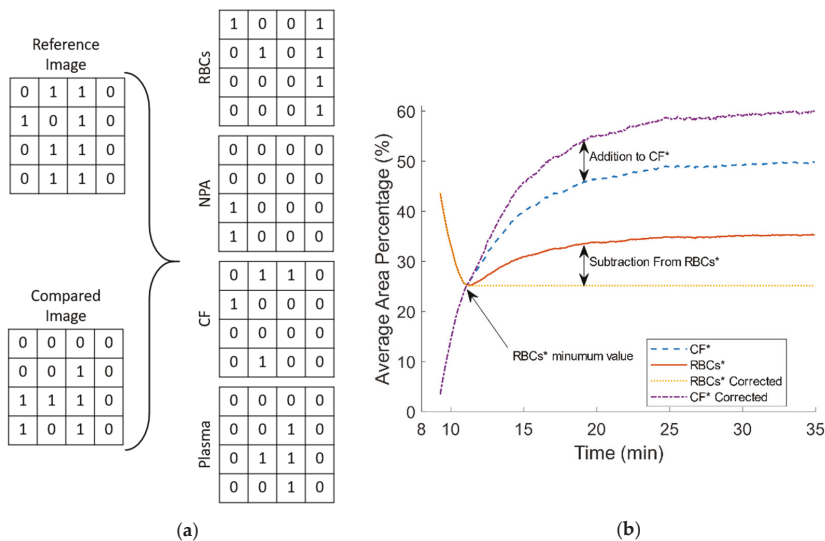 Reference
Image
0 1 1 0
1 0 1 0
0 1 1 0
0 1 1 0
Compared
Image
0 0 0 0
0 0 1 0
1 1 1 0
1 0 1 0
RBCs
1 0 0 1
0 1 0 1
0 0 0 1
0 0 0 1
NPA
0 0 0 0
0 0 0 0
1 0 0 0
1 0 0 0
CF
0 1 1 0
1 0 0 0
0 0 0 0
0 1 0 0
Plasma
0 0 0 0
0 0 1 0
0 1 1 0
0 0 1 0
(a)
Average Area Percentage (%)
60
50
40
30
20
10
0
8 10 15 20 25 30 35
Time (min)
Addition to CF*
Subtraction From RBCs*
RBCs* minumum value
CF*
RBCs*
RBCs* Corrected
CF* Corrected
(b)